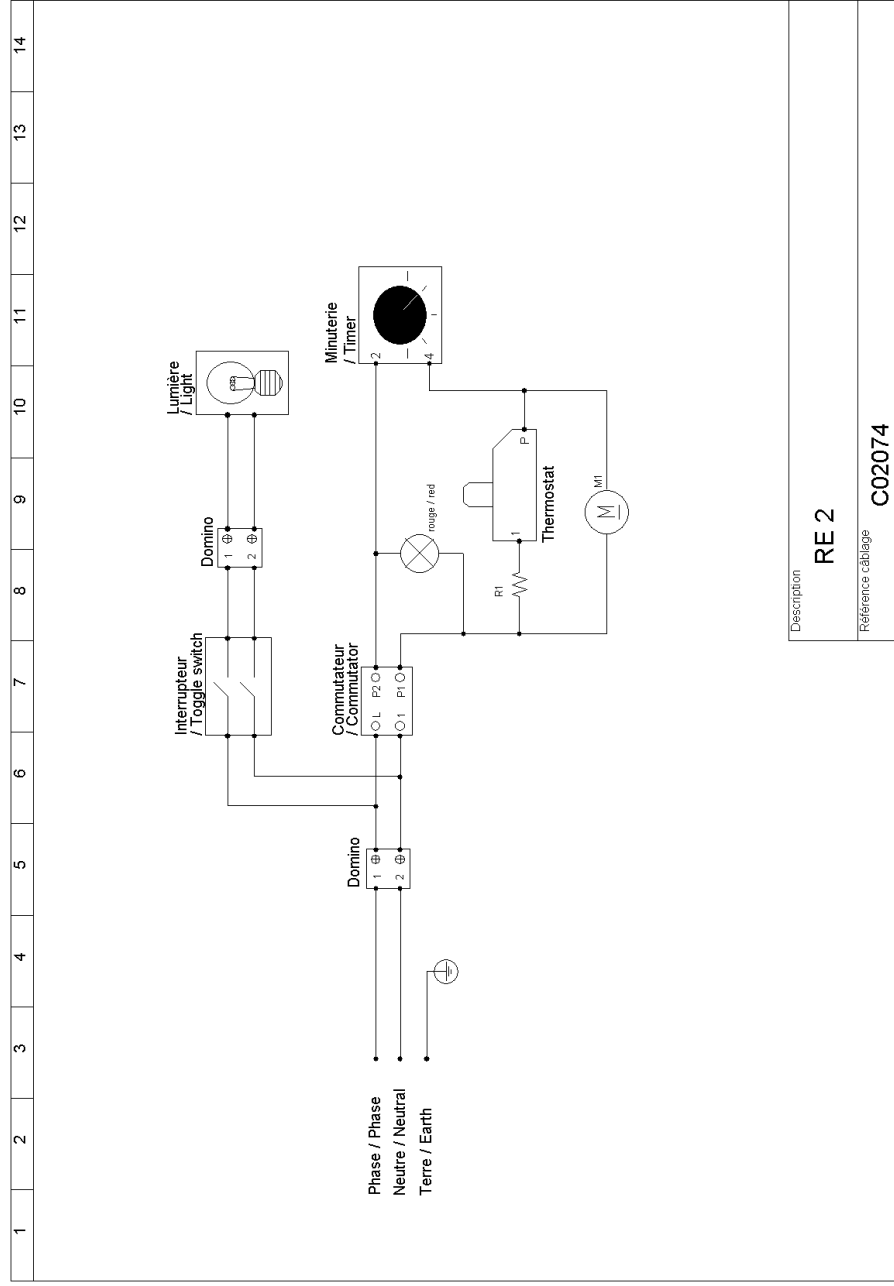 1 2 3 4 5 6 7 8 9 10 11 12 13 14
Lumière
/ Light
Interrupteur
/ Toggle switch
Domino
1
2
Minuterie
/ Timer
2
4
Commutateur
/ Commutator
L P2
1 P1
Domino
1
2
Phase / Phase
Neutre / Neutral
Terre / Earth
rouge / red
R1
1
P
Thermostat
M1
M
Description
RE 2
Référence câblage
C02074